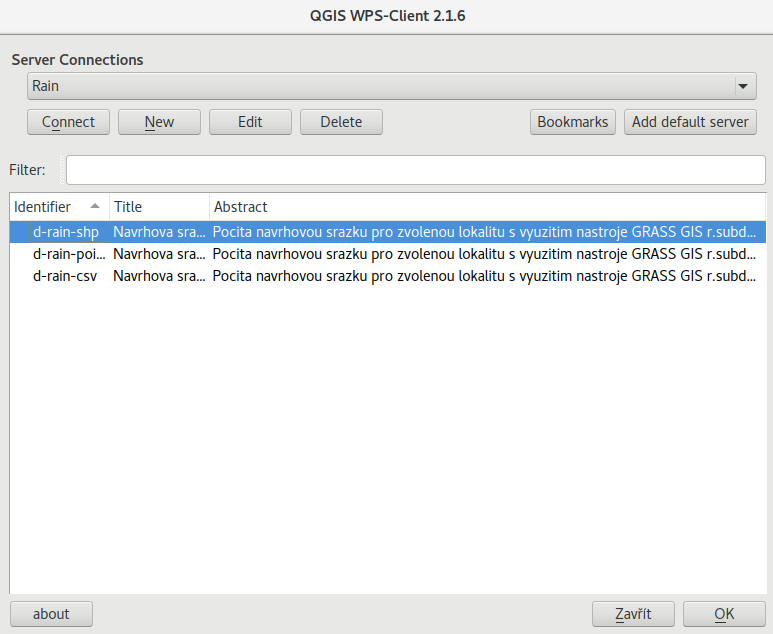 QGIS WPS-Client 2.1.6
Server Connections
Rain
Connect New Edit Delete Bookmarks Add default server
Filter:
Identifier Title Abstract
d-rain-shp Navrhova sra... Pocita navrhovou srazku pro zvolenou lokalitu s vyuzitim nastroje GRASS GIS r.subd...
d-rain-poi... Navrhova sra... Pocita navrhovou srazku pro zvolenou lokalitu s vyuzitim nastroje GRASS GIS r.subd...
d-rain-csv Navrhova sra... Pocita navrhovou srazku pro zvolenou lokalitu s vyuzitim nastroje GRASS GIS r.subd...
about Zavřít OK